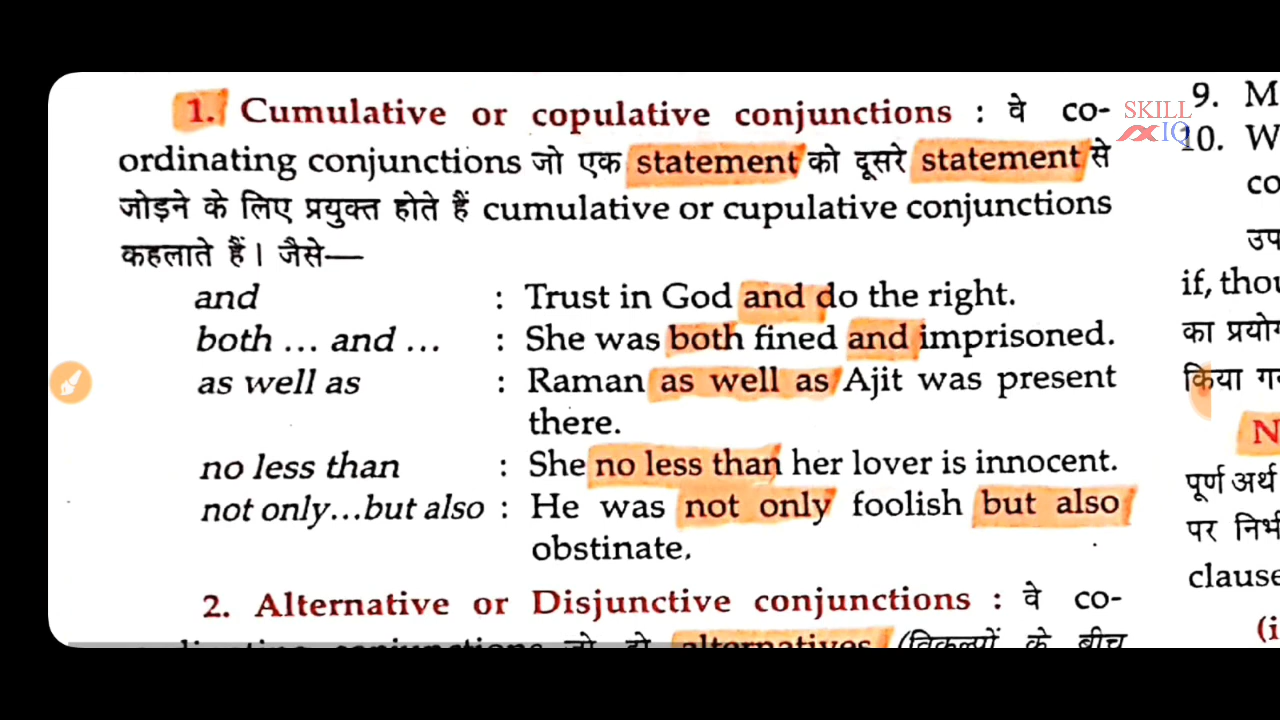 1. Cumulative or copulative conjunctions : वे co-
ordinating conjunctions जो एक statement को दूसरे statement से
जोड़ने के लिए प्रयुक्त होते हैं cumulative or cupulative conjunctions
कहलाते हैं। जैसे—
and : Trust in God and do the right.
both ... and ... : She was both fined and imprisoned.
as well as : Raman as well as Ajit was present
there.
no less than : She no less than her lover is innocent.
not only...but also : He was not only foolish but also
obstinate.
2. Alternative or Disjunctive conjunctions : वे co-
alternatives (विकल्पों के बीच
SKILL
IQ
9. M
10. W
co
if, thou
का
किया
N
पूर्ण अर्थ
पर
clause
(i